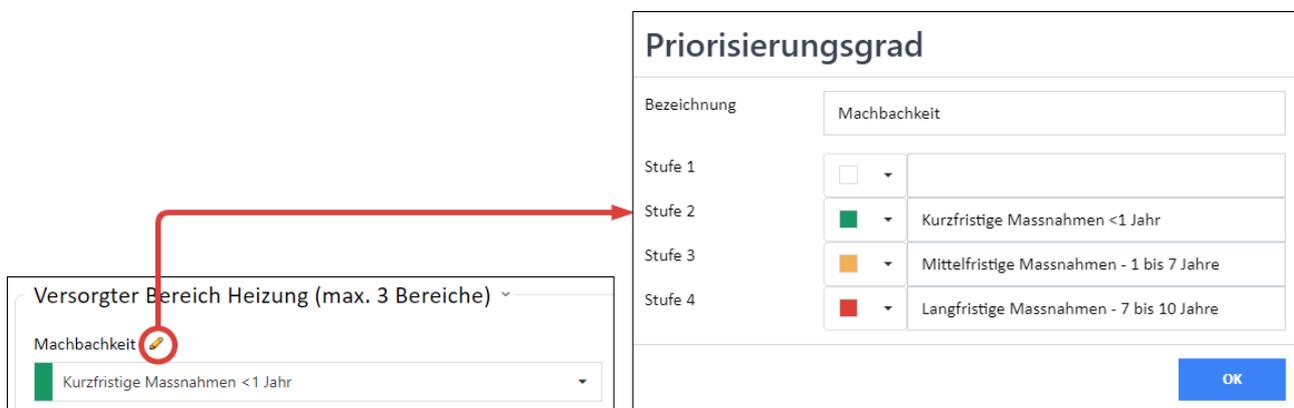 Priorisierungsgrad
Bezeichnung
Machbachkeit
Stufe 1
Stufe 2
Kurzfristige Massnahmen <1 Jahr
Stufe 3
Mittelfristige Massnahmen - 1 bis 7 Jahre
Stufe 4
Langfristige Massnahmen - 7 bis 10 Jahre
OK
Versorgter Bereich Heizung (max. 3 Bereiche)
Machbachkeit
Kurzfristige Massnahmen <1 Jahr